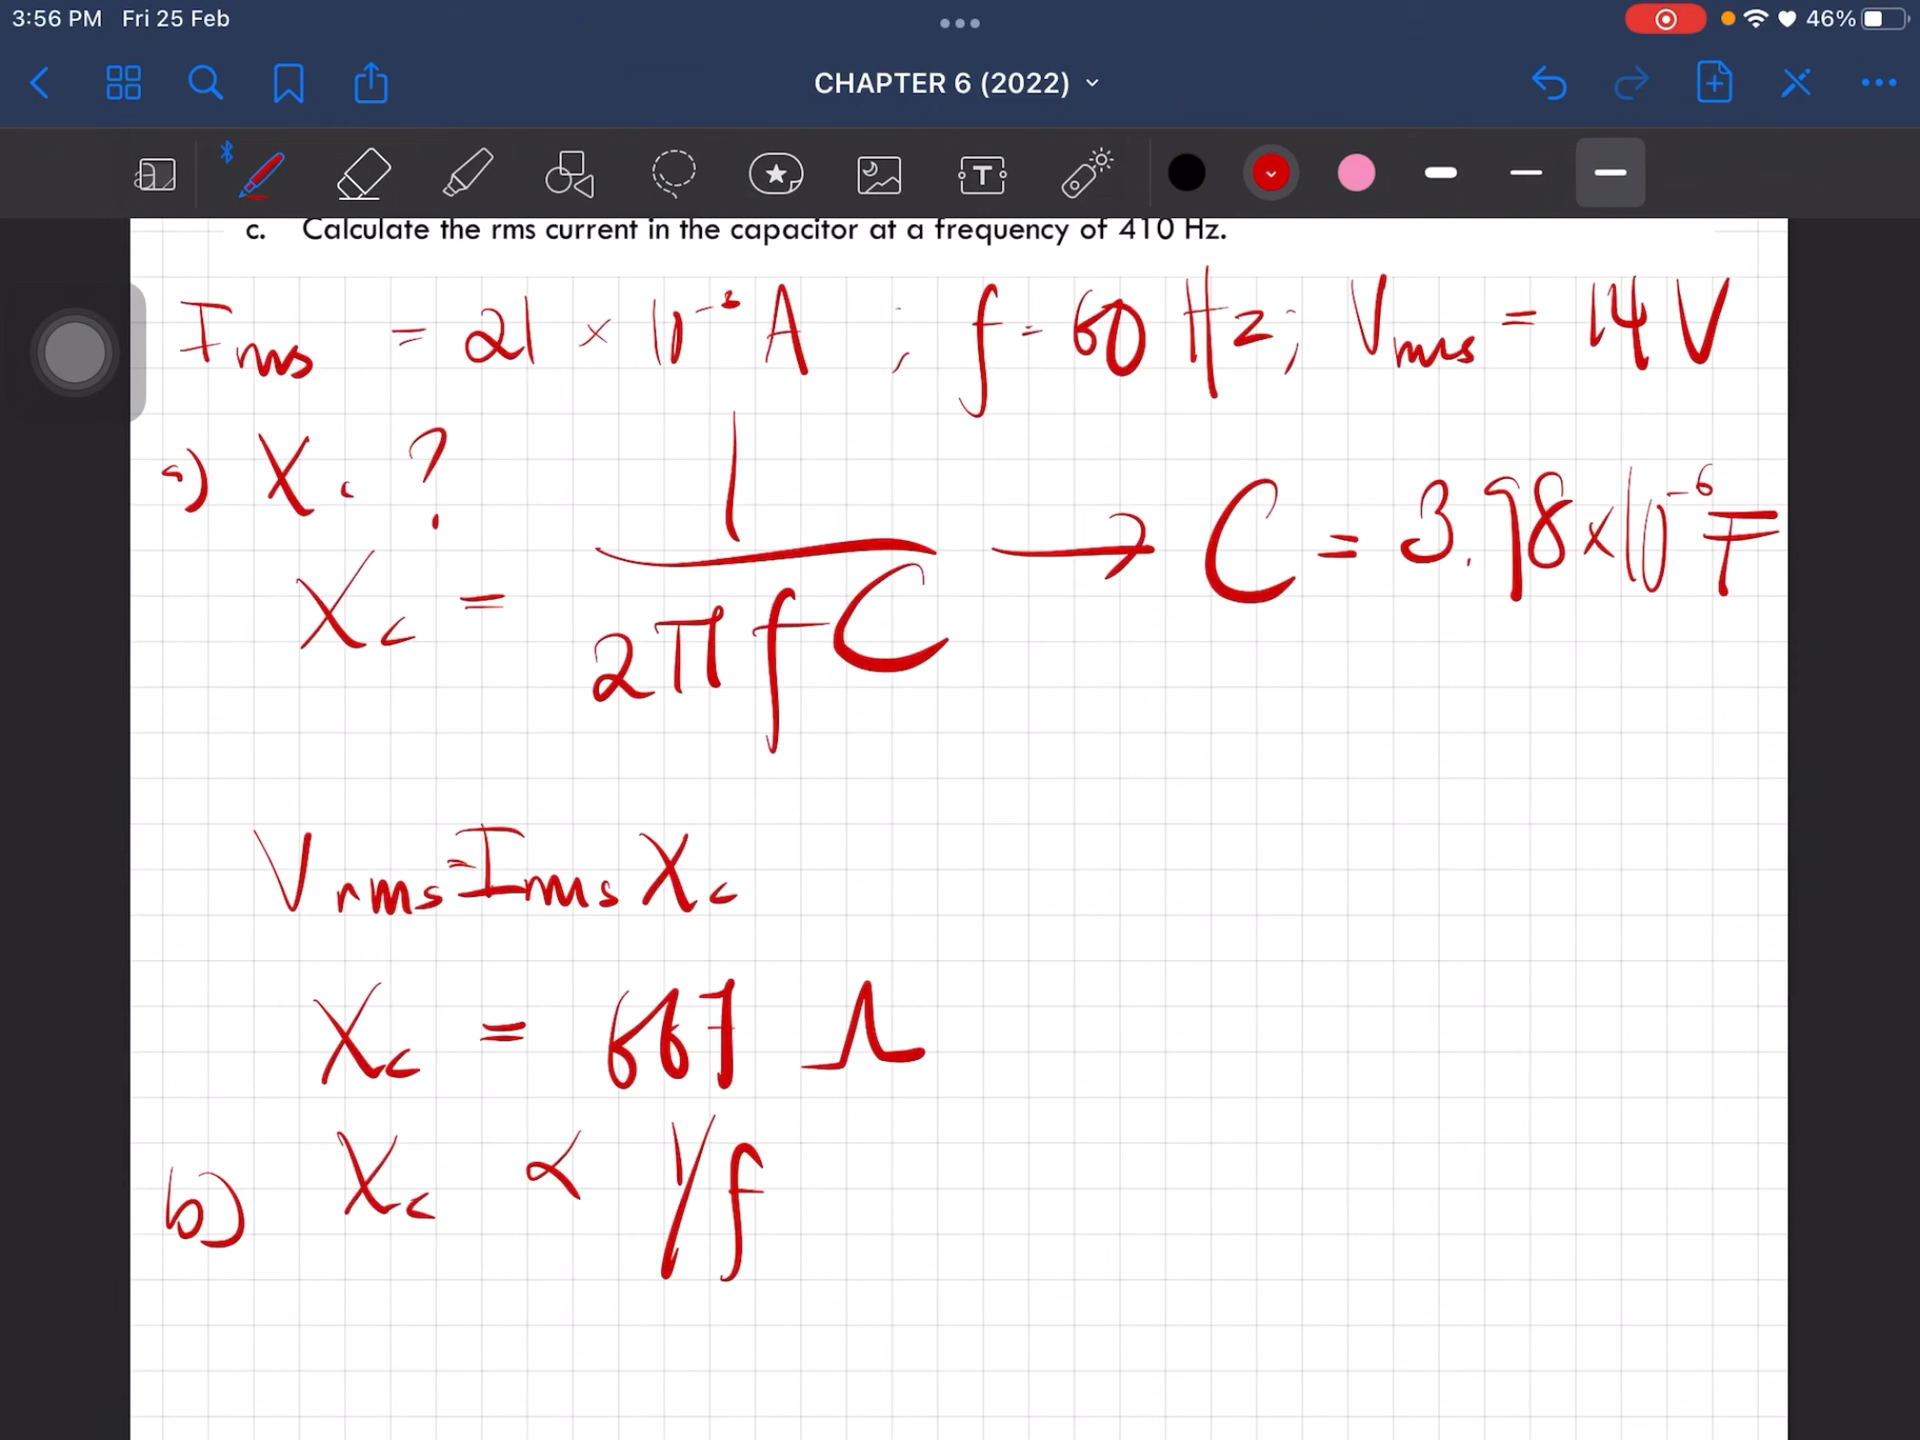 3:56 PM Fri 25 Feb
46%
CHAPTER 6 (2022)
c. Calculate the rms current in the capacitor at a frequency of 410 Hz.
I rms = 21 × 10⁻³ A ; f = 60 Hz; Vrms = 14 V
a) Xc ?
Xc = 1 / 2πfC → C = 3.98 × 10⁻⁶ F
Vrms = Irms Xc
Xc = 667 Ω
b) Xc ∝ 1/f